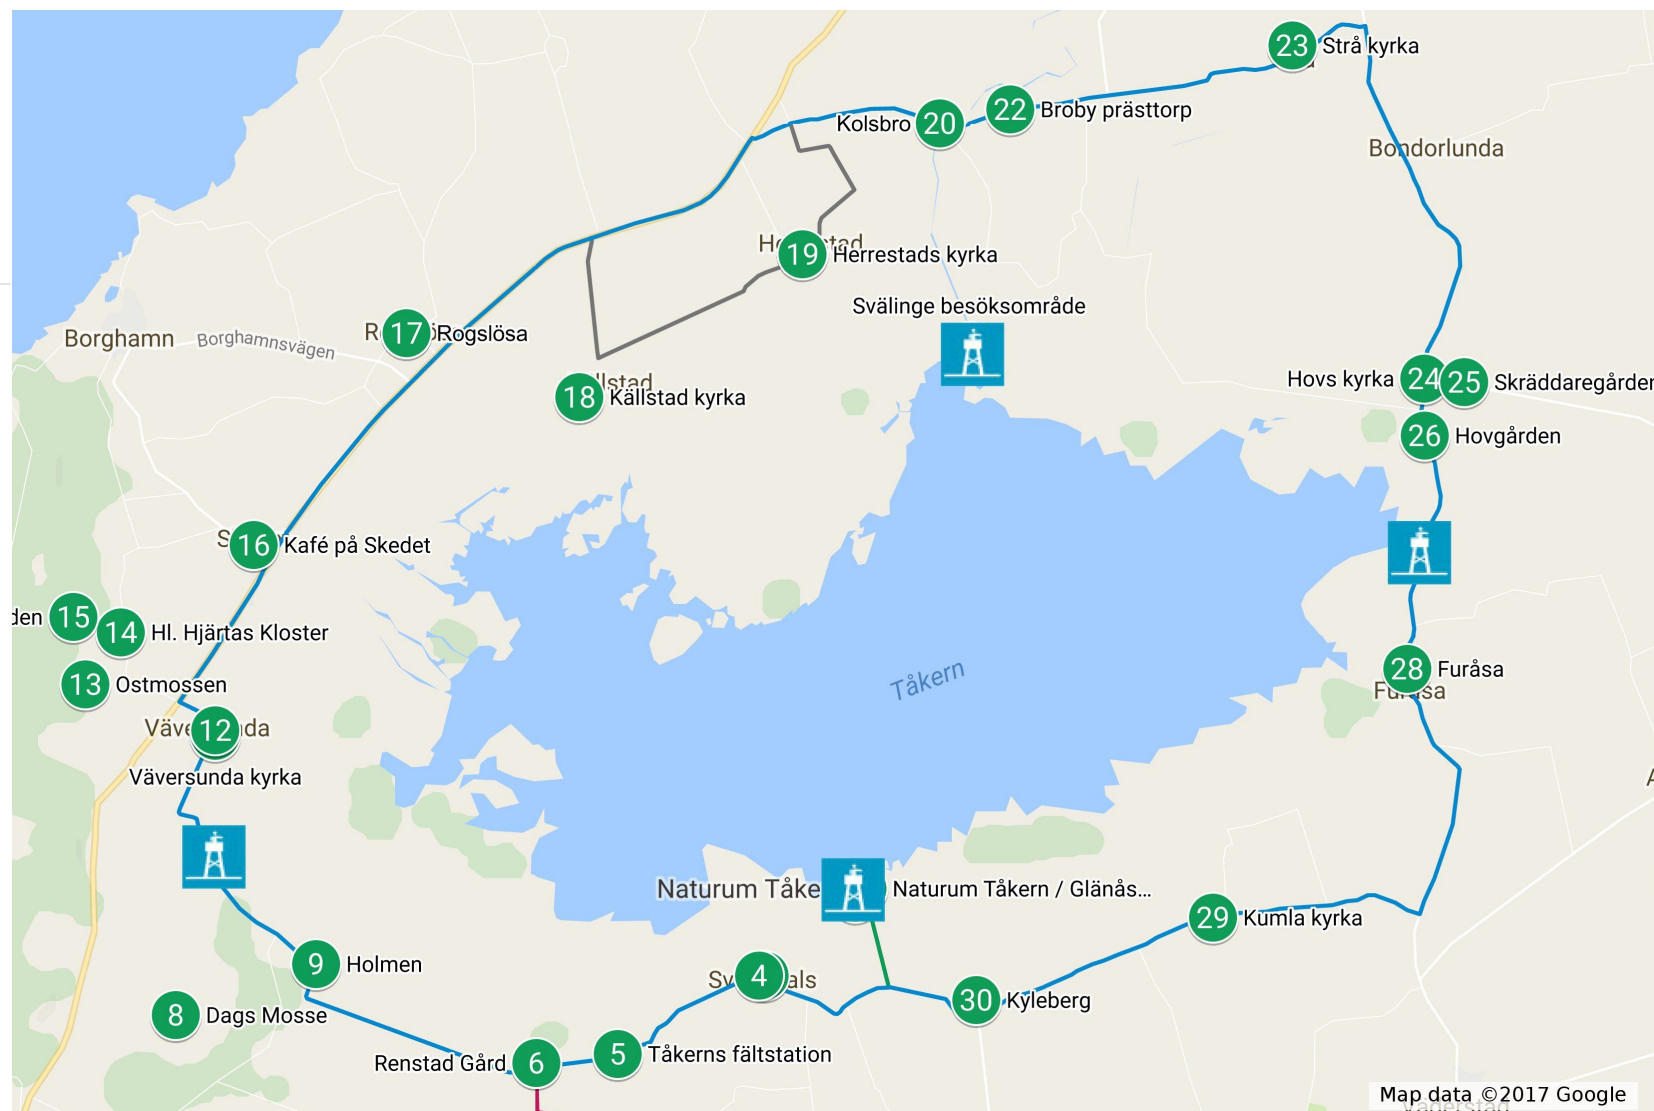 23 Strå kyrka
22 Broby prästtorp
Kolsbro 20
Bondorlunda
19 Herrestads kyrka
Svälinge besöksområde
Borghamn
Borghamnsvägen
17 Rogslösa
18 Källstad kyrka
Hovs kyrka 24 25 Skräddaregården
26 Hovgården
16 Kafé på Skedet
15
14 Hl. Hjärtas Kloster
13 Ostmossen
Tåkern
28 Furåsa
12
Väversunda kyrka
Naturum Tåkern / Glänås...
29 Kumla kyrka
9 Holmen
4
30 Kyleberg
8 Dags Mosse
Renstad Gård 6
5 Tåkerns fältstation
Map data ©2017 Google